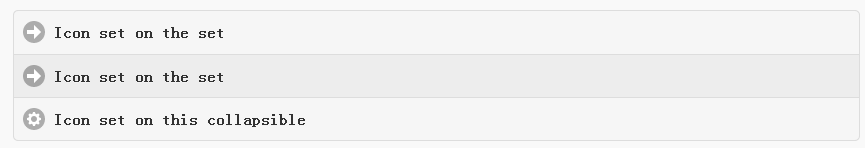 Icon set on the set
Icon set on the set
Icon set on this collapsible